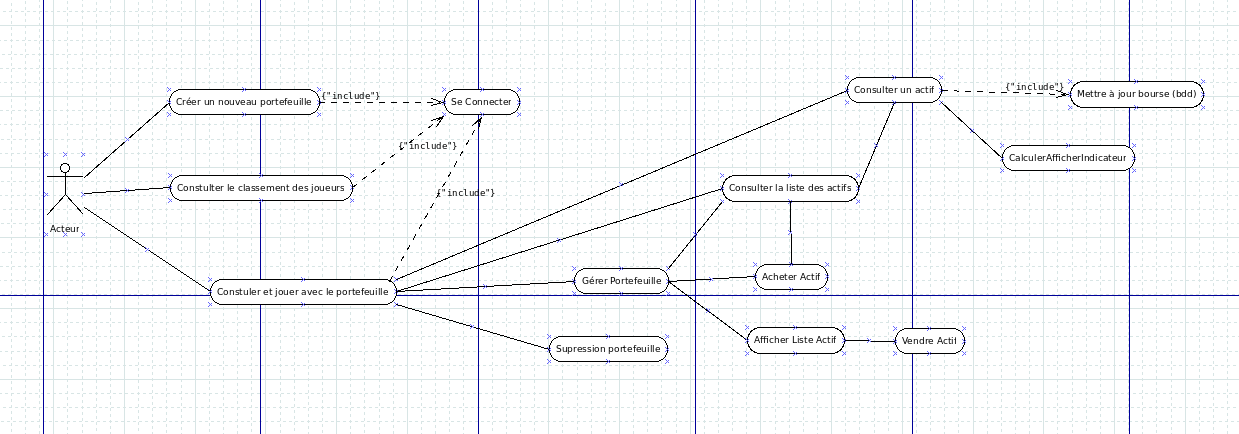 Consulter un actif
{"include"}
Mettre à jour bourse (bdd)
Créer un nouveau portefeuille
{"include"}
Se Connecter
{"include"}
CalculerAfficherIndicateur
Constulter le classement des joueurs
{"include"}
Consulter la liste des actifs
Acteur
Constuler et jouer avec le portefeuille
Gérer Portefeuille
Acheter Actif
Supression portefeuille
Afficher Liste Actif
Vendre Actif